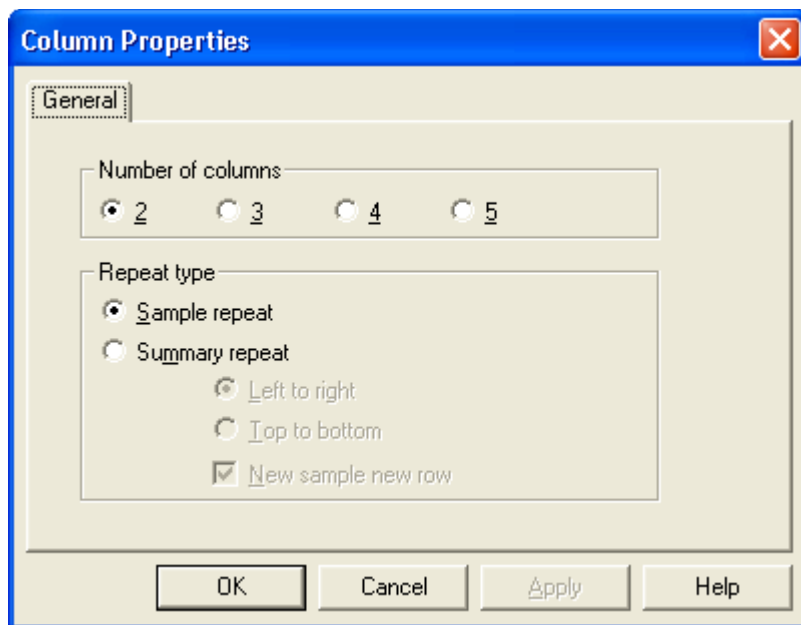 Column Properties
General
Number of columns
2 3 4 5
Repeat type
Sample repeat
Summary repeat
Left to right
Top to bottom
New sample new row
OK Cancel Apply Help